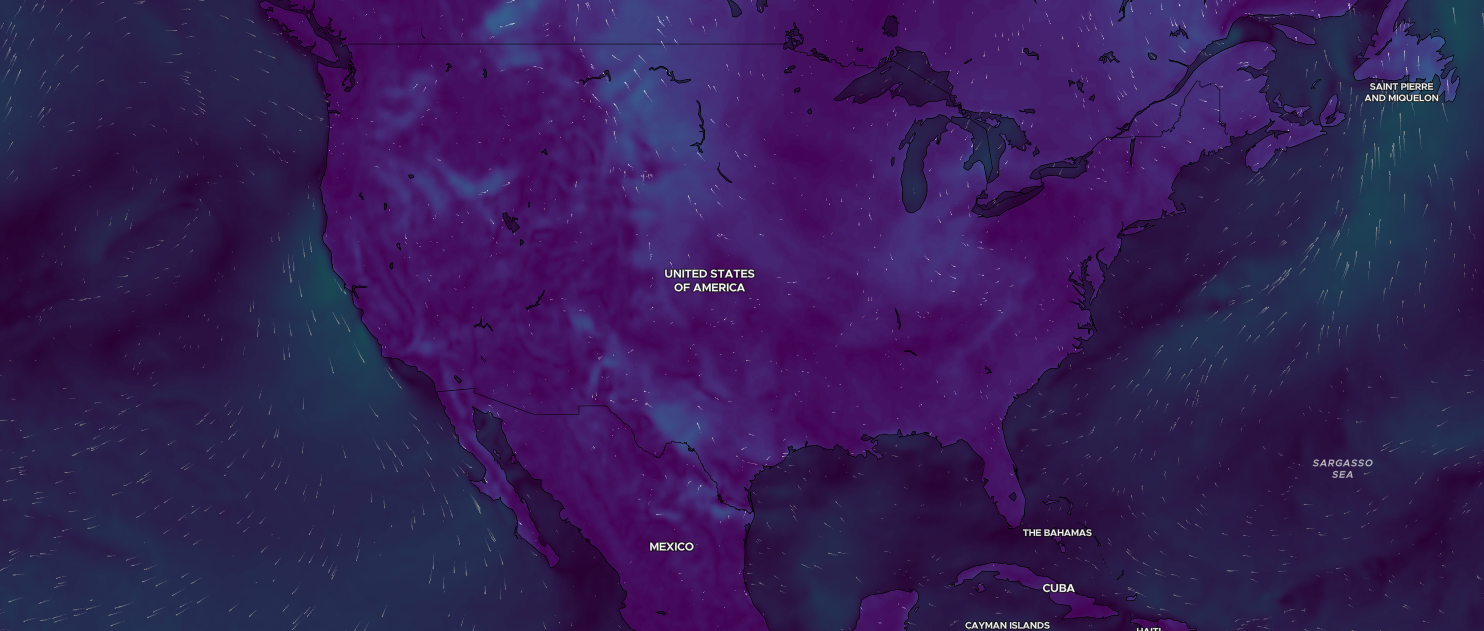 SAINT PIERRE
AND MIQUELON
UNITED STATES
OF AMERICA
SARGASSO
SEA
THE BAHAMAS
MEXICO
CUBA
CAYMAN ISLANDS
HAITI